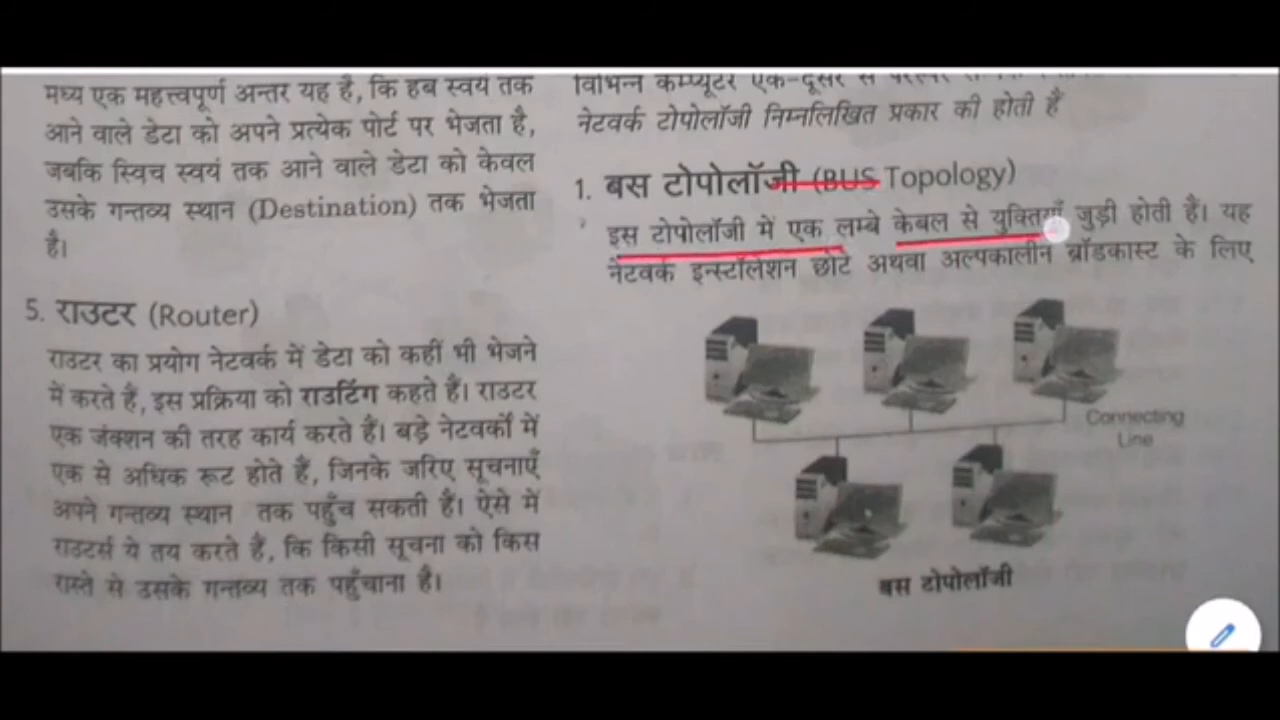 मध्य एक महत्त्वपूर्ण अन्तर यह है, कि हब स्वयं तक
आने वाले डेटा को अपने प्रत्येक पोर्ट पर भेजता है,
जबकि स्विच स्वयं तक आने वाले डेटा को केवल
उसके गन्तव्य स्थान (Destination) तक भेजता
है।
5. राउटर (Router)
राउटर का प्रयोग नेटवर्क में डेटा को कहीं भी भेजने
में करते हैं, इस प्रक्रिया को राउटिंग कहते हैं। राउटर
एक जंक्शन की तरह कार्य करते हैं। बड़े नेटवर्कों में
एक से अधिक रूट होते हैं, जिनके जरिए सूचनाएँ
अपने गन्तव्य स्थान तक पहुँच सकती हैं। ऐसे में
राउटर्स ये तय करते हैं, कि किसी सूचना को किस
रास्ते से उसके गन्तव्य तक पहुँचाना है।
विभिन्न कम्प्यूटर एक-दूसरे से
नेटवर्क टोपोलॉजी निम्नलिखित प्रकार की होती हैं
1. बस टोपोलॉजी (BUS Topology)
इस टोपोलॉजी में एक लम्बे केबल से युक्तियाँ जुड़ी होती हैं। यह
नेटवर्क इन्स्टॉलेशन छोटे अथवा अल्पकालीन ब्रॉडकास्ट के लिए
Connecting
Line
बस टोपोलॉजी